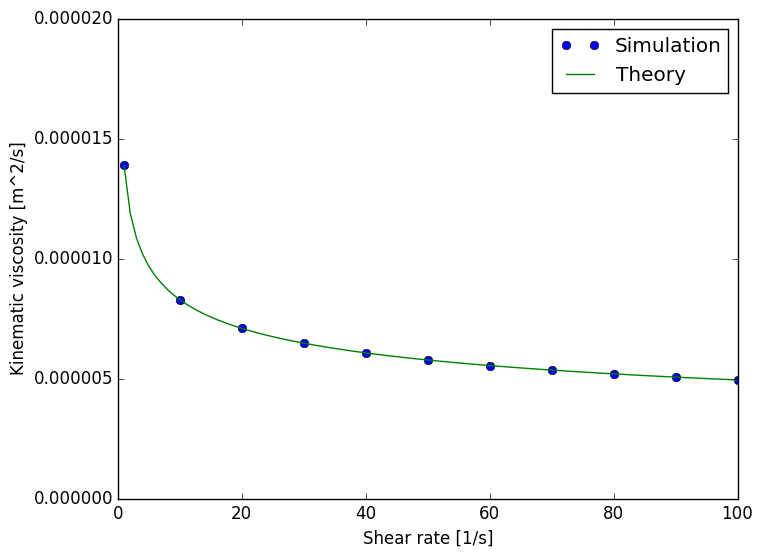 0.000020
0.000015
0.000010
0.000005
0.000000
Kinematic viscosity [m^2/s]
Simulation
Theory
0 20 40 60 80 100
Shear rate [1/s]